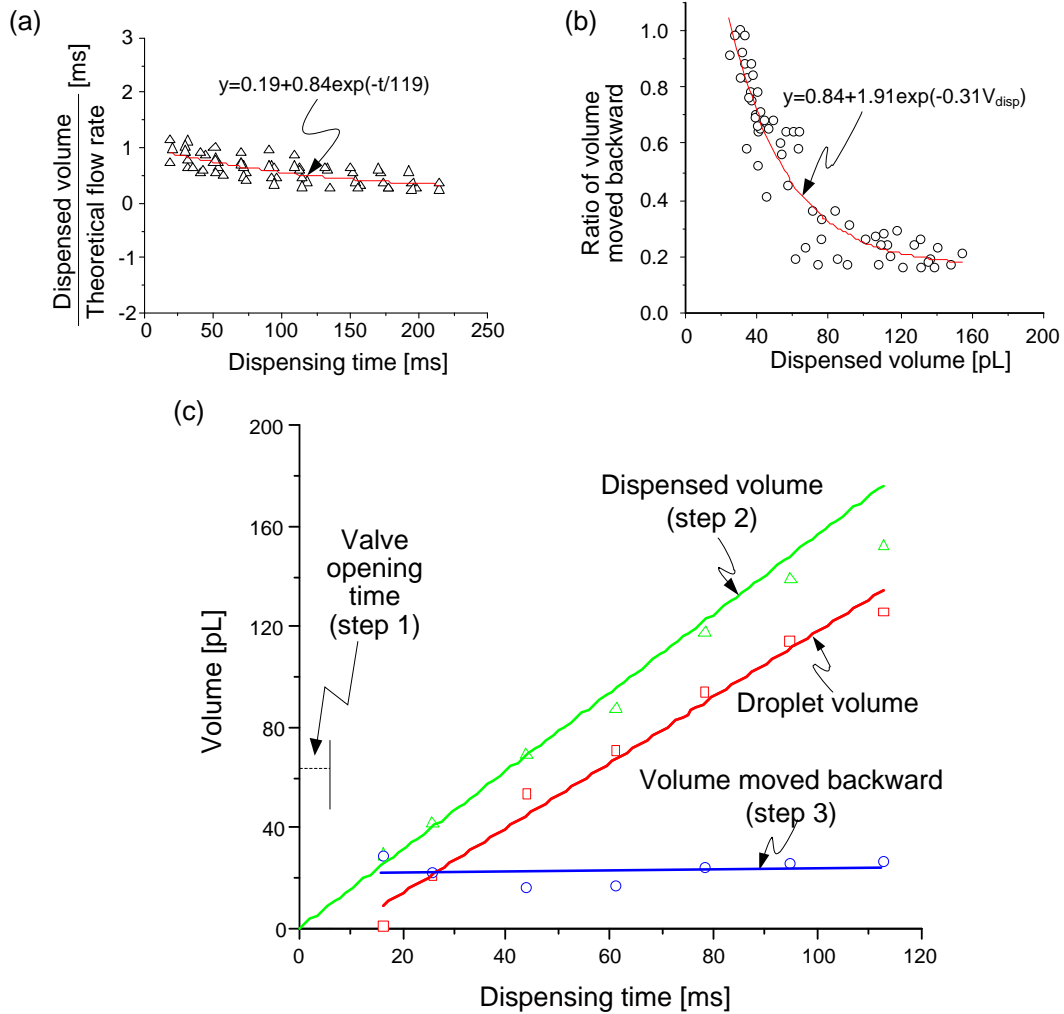 (a)
Dispensed volume
Theoretical flow rate
[ms]
3
2
1
0
-1
-2
y=0.19+0.84exp(-t/119)
0
50
100
150
200
250
Dispensing time [ms]
(b)
Ratio of volume
moved backward
1.0
0.8
0.6
0.4
0.2
0.0
y=0.84+1.91exp(-0.31Vdisp)
0
40
80
120
160
200
Dispensed volume [pL]
(c)
Volume [pL]
200
160
120
80
40
0
Valve
opening
time
(step 1)
Dispensed volume
(step 2)
Droplet volume
Volume moved backward
(step 3)
0
20
40
60
80
100
120
Dispensing time [ms]